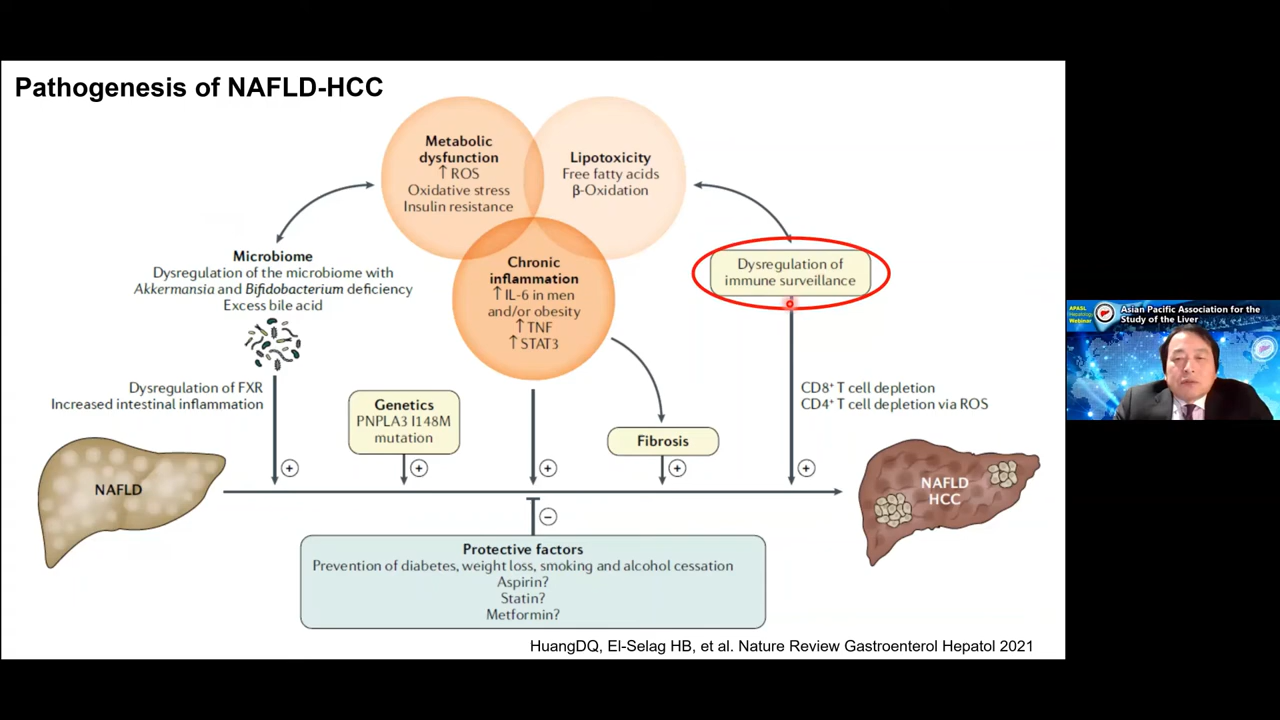 Pathogenesis of NAFLD-HCC
Metabolic
dysfunction
↑ ROS
Oxidative stress
Insulin resistance
Lipotoxicity
Free fatty acids
β-Oxidation
Microbiome
Dysregulation of the microbiome with
Akkermansia and Bifidobacterium deficiency
Excess bile acid
Chronic
inflammation
↑ IL-6 in men
and/or obesity
↑ TNF
↑ STAT3
Dysregulation of
immune surveillance
Dysregulation of FXR
Increased intestinal inflammation
Genetics
PNPLA3 I148M
mutation
Fibrosis
CD8⁺ T cell depletion
CD4⁺ T cell depletion via ROS
+
+
+
+
+
NAFLD
NAFLD
HCC
−
Protective factors
Prevention of diabetes, weight loss, smoking and alcohol cessation
Aspirin?
Statin?
Metformin?
HuangDQ, El-Selag HB, et al. Nature Review Gastroenterol Hepatol 2021
APASL
Hepatology
Webinar
Asian Pacific Association for the
Study of the Liver